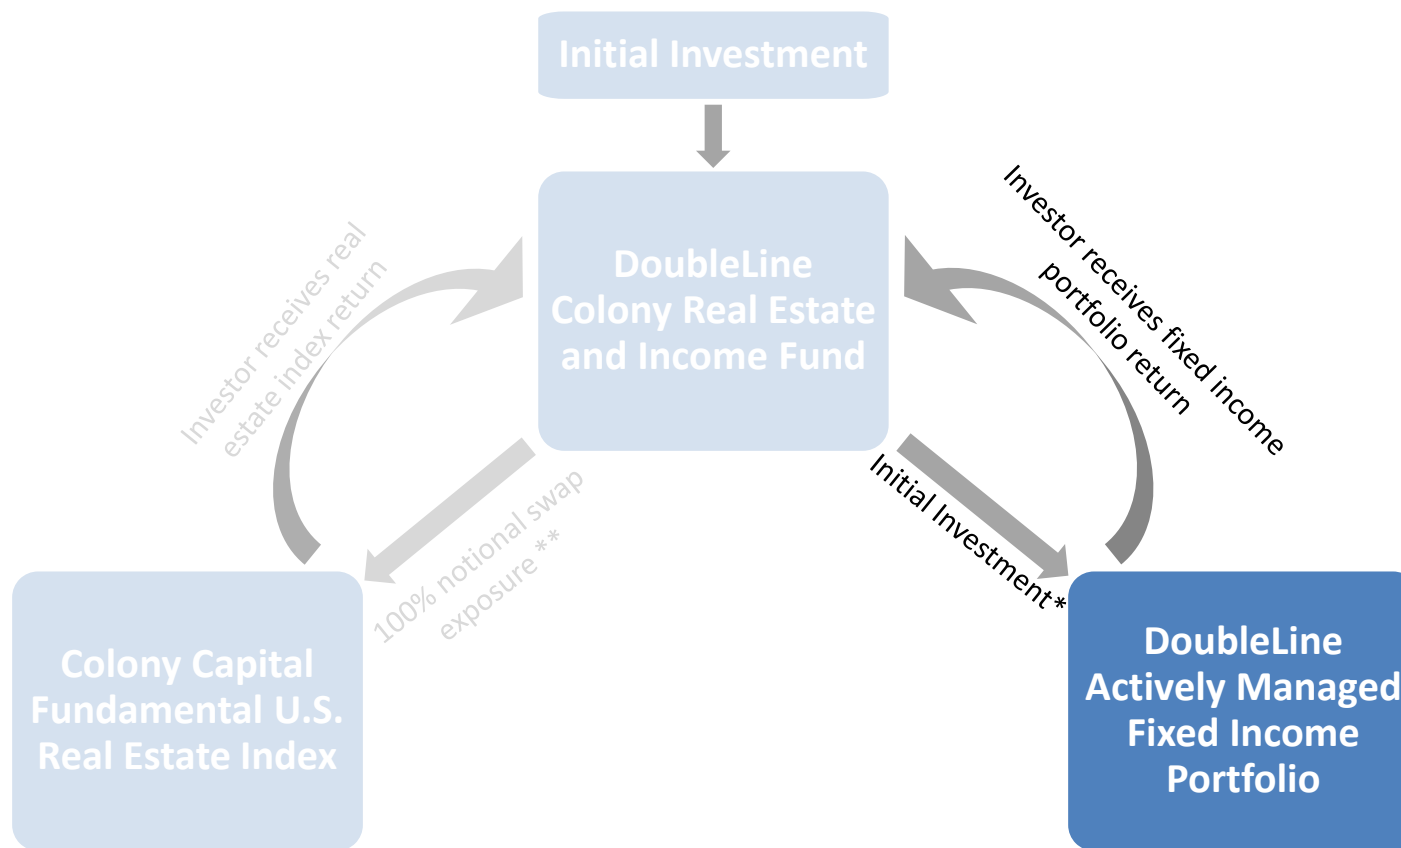 Initial Investment
DoubleLine
Colony Real Estate
and Income Fund
Investor receives real
estate index return
Investor receives fixed income
portfolio return
100% notional swap
exposure **
Initial Investment*
Colony Capital
Fundamental U.S.
Real Estate Index
DoubleLine
Actively Managed
Fixed Income
Portfolio